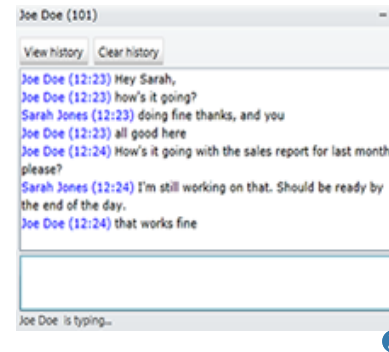 Joe Doe (101)
View history Clear history
Joe Doe (12:23) Hey Sarah,
Joe Doe (12:23) how's it going?
Sarah Jones (12:23) doing fine thanks, and you
Joe Doe (12:23) all good here
Joe Doe (12:24) How's it going with the sales report for last month
please?
Sarah Jones (12:24) I'm still working on that. Should be ready by
the end of the day.
Joe Doe (12:24) that works fine
Joe Doe is typing...